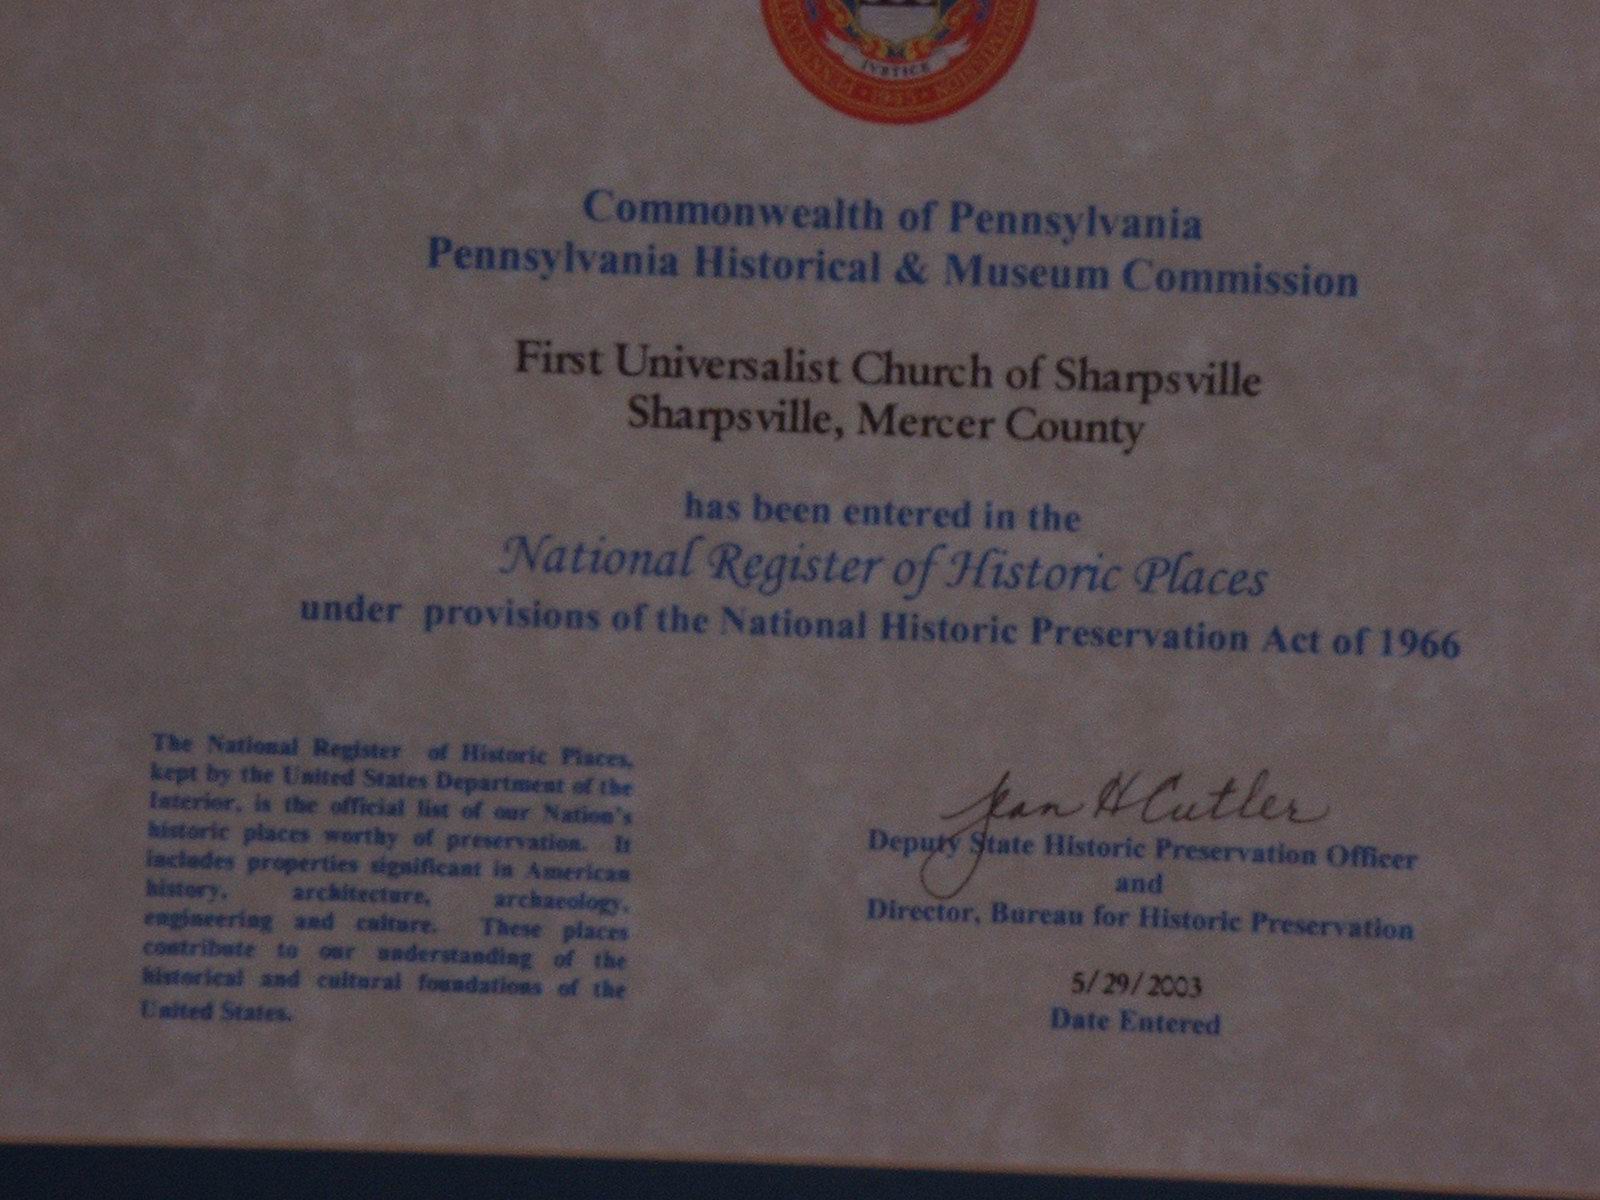 JVSTICE
Commonwealth of Pennsylvania
Pennsylvania Historical & Museum Commission
First Universalist Church of Sharpsville
Sharpsville, Mercer County
has been entered in the
National Register of Historic Places
under provisions of the National Historic Preservation Act of 1966
The National Register of Historic Places,
kept by the United States Department of the
Interior, is the official list of our Nation's
historic places worthy of preservation. It
includes properties significant in American
history, architecture, archaeology,
engineering and culture. These places
contribute to our understanding of the
historical and cultural foundations of the
United States.
Jean H Cutler
Deputy State Historic Preservation Officer
and
Director, Bureau for Historic Preservation
5/29/2003
Date Entered